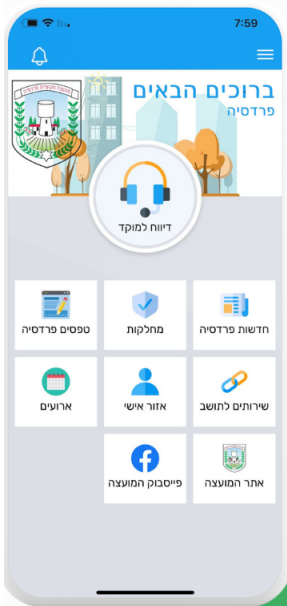 7:59
ברוכים הבאים
פרדסיה
דיווח למוקד
חדשות פרדסיה
מחלקות
טפסים פרדסיה
שירותים לתושב
אזור אישי
ארועים
אתר המועצה
פייסבוק המועצה